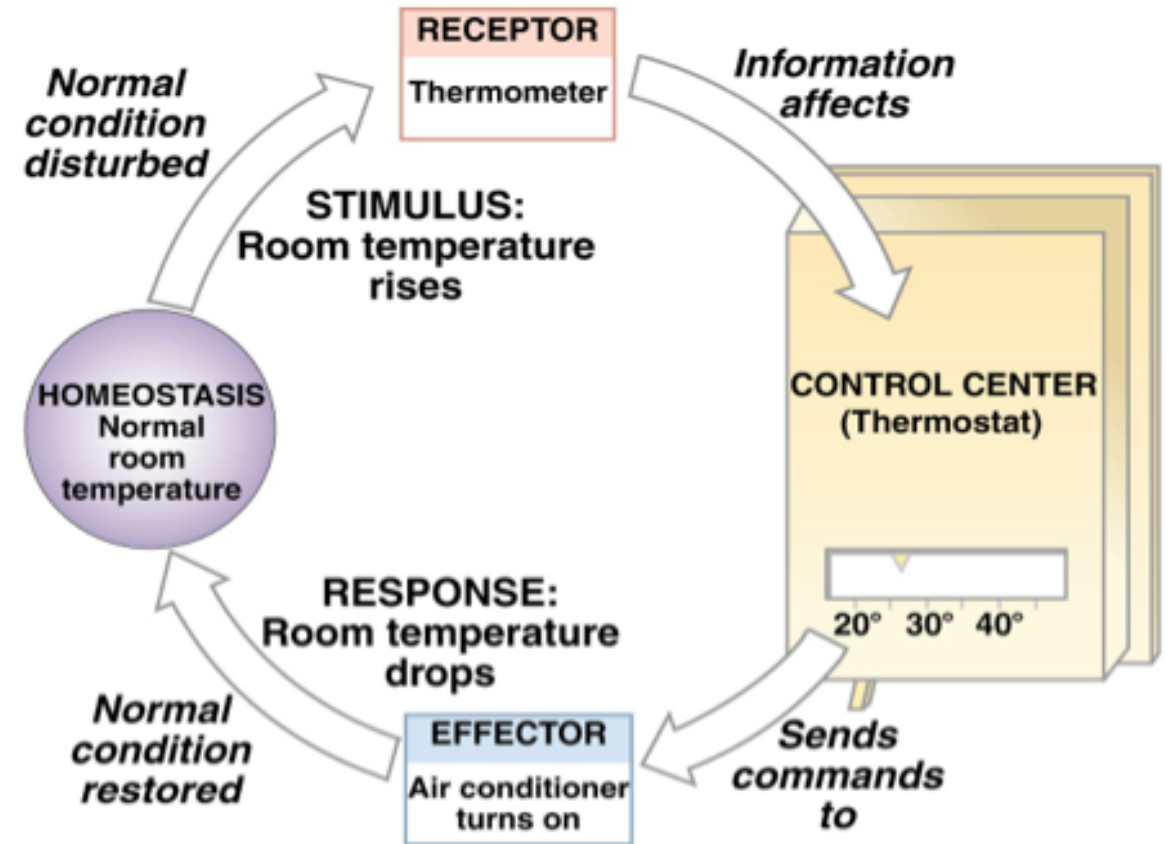 RECEPTOR
Thermometer
Information
affects
Normal
condition
disturbed
STIMULUS:
Room temperature
rises
HOMEOSTASIS
Normal
room
temperature
CONTROL CENTER
(Thermostat)
20° 30° 40°
RESPONSE:
Room temperature
drops
Normal
condition
restored
EFFECTOR
Air conditioner
turns on
Sends
commands
to